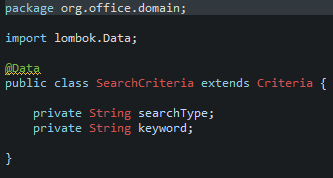 package org.office.domain;
import lombok.Data;
@Data
public class SearchCriteria extends Criteria {
private String searchType;
private String keyword;
}